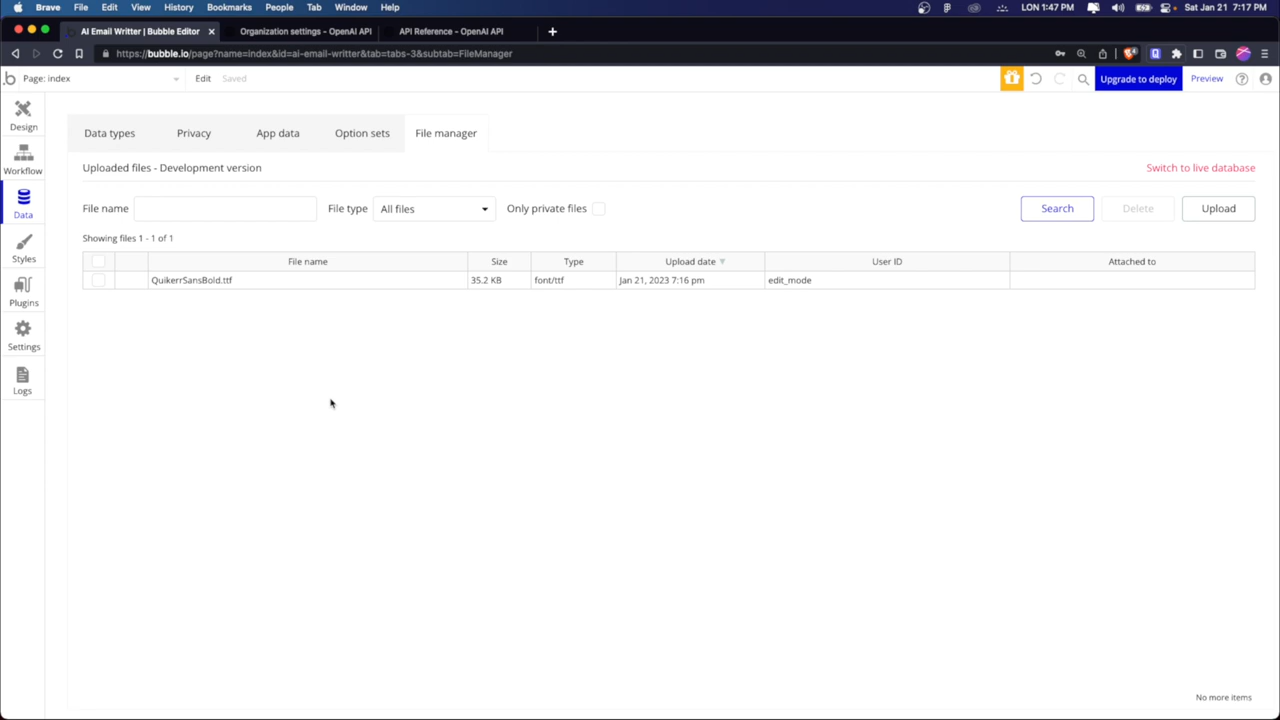 Brave File Edit View History Bookmarks People Tab Window Help LON 1:47 PM Sat Jan 21 7:17 PM
AI Email Writter | Bubble Editor Organization settings - OpenAI API API Reference - OpenAI API
https://bubble.io/page?name=index&id=ai-email-writter&tab=tabs-3&subtab=FileManager
Page: index Edit Saved Upgrade to deploy Preview
Design
Workflow
Data
Styles
Plugins
Settings
Logs
Data types Privacy App data Option sets File manager
Uploaded files - Development version Switch to live database
File name File type All files Only private files Search Delete Upload
Showing files 1 - 1 of 1
File name Size Type Upload date User ID Attached to
QuikerrSansBold.ttf 35.2 KB font/ttf Jan 21, 2023 7:16 pm edit_mode
No more items